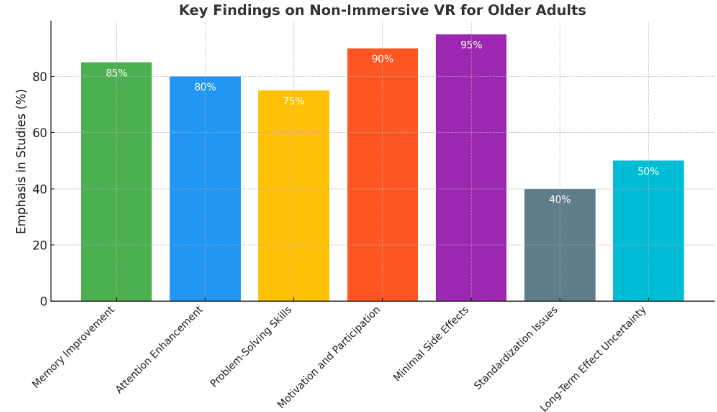 Key Findings on Non-Immersive VR for Older Adults
Emphasis in Studies (%)
80
60
40
20
0
85%
80%
75%
90%
95%
40%
50%
Memory Improvement
Attention Enhancement
Problem-Solving Skills
Motivation and Participation
Minimal Side Effects
Standardization Issues
Long-Term Effect Uncertainty